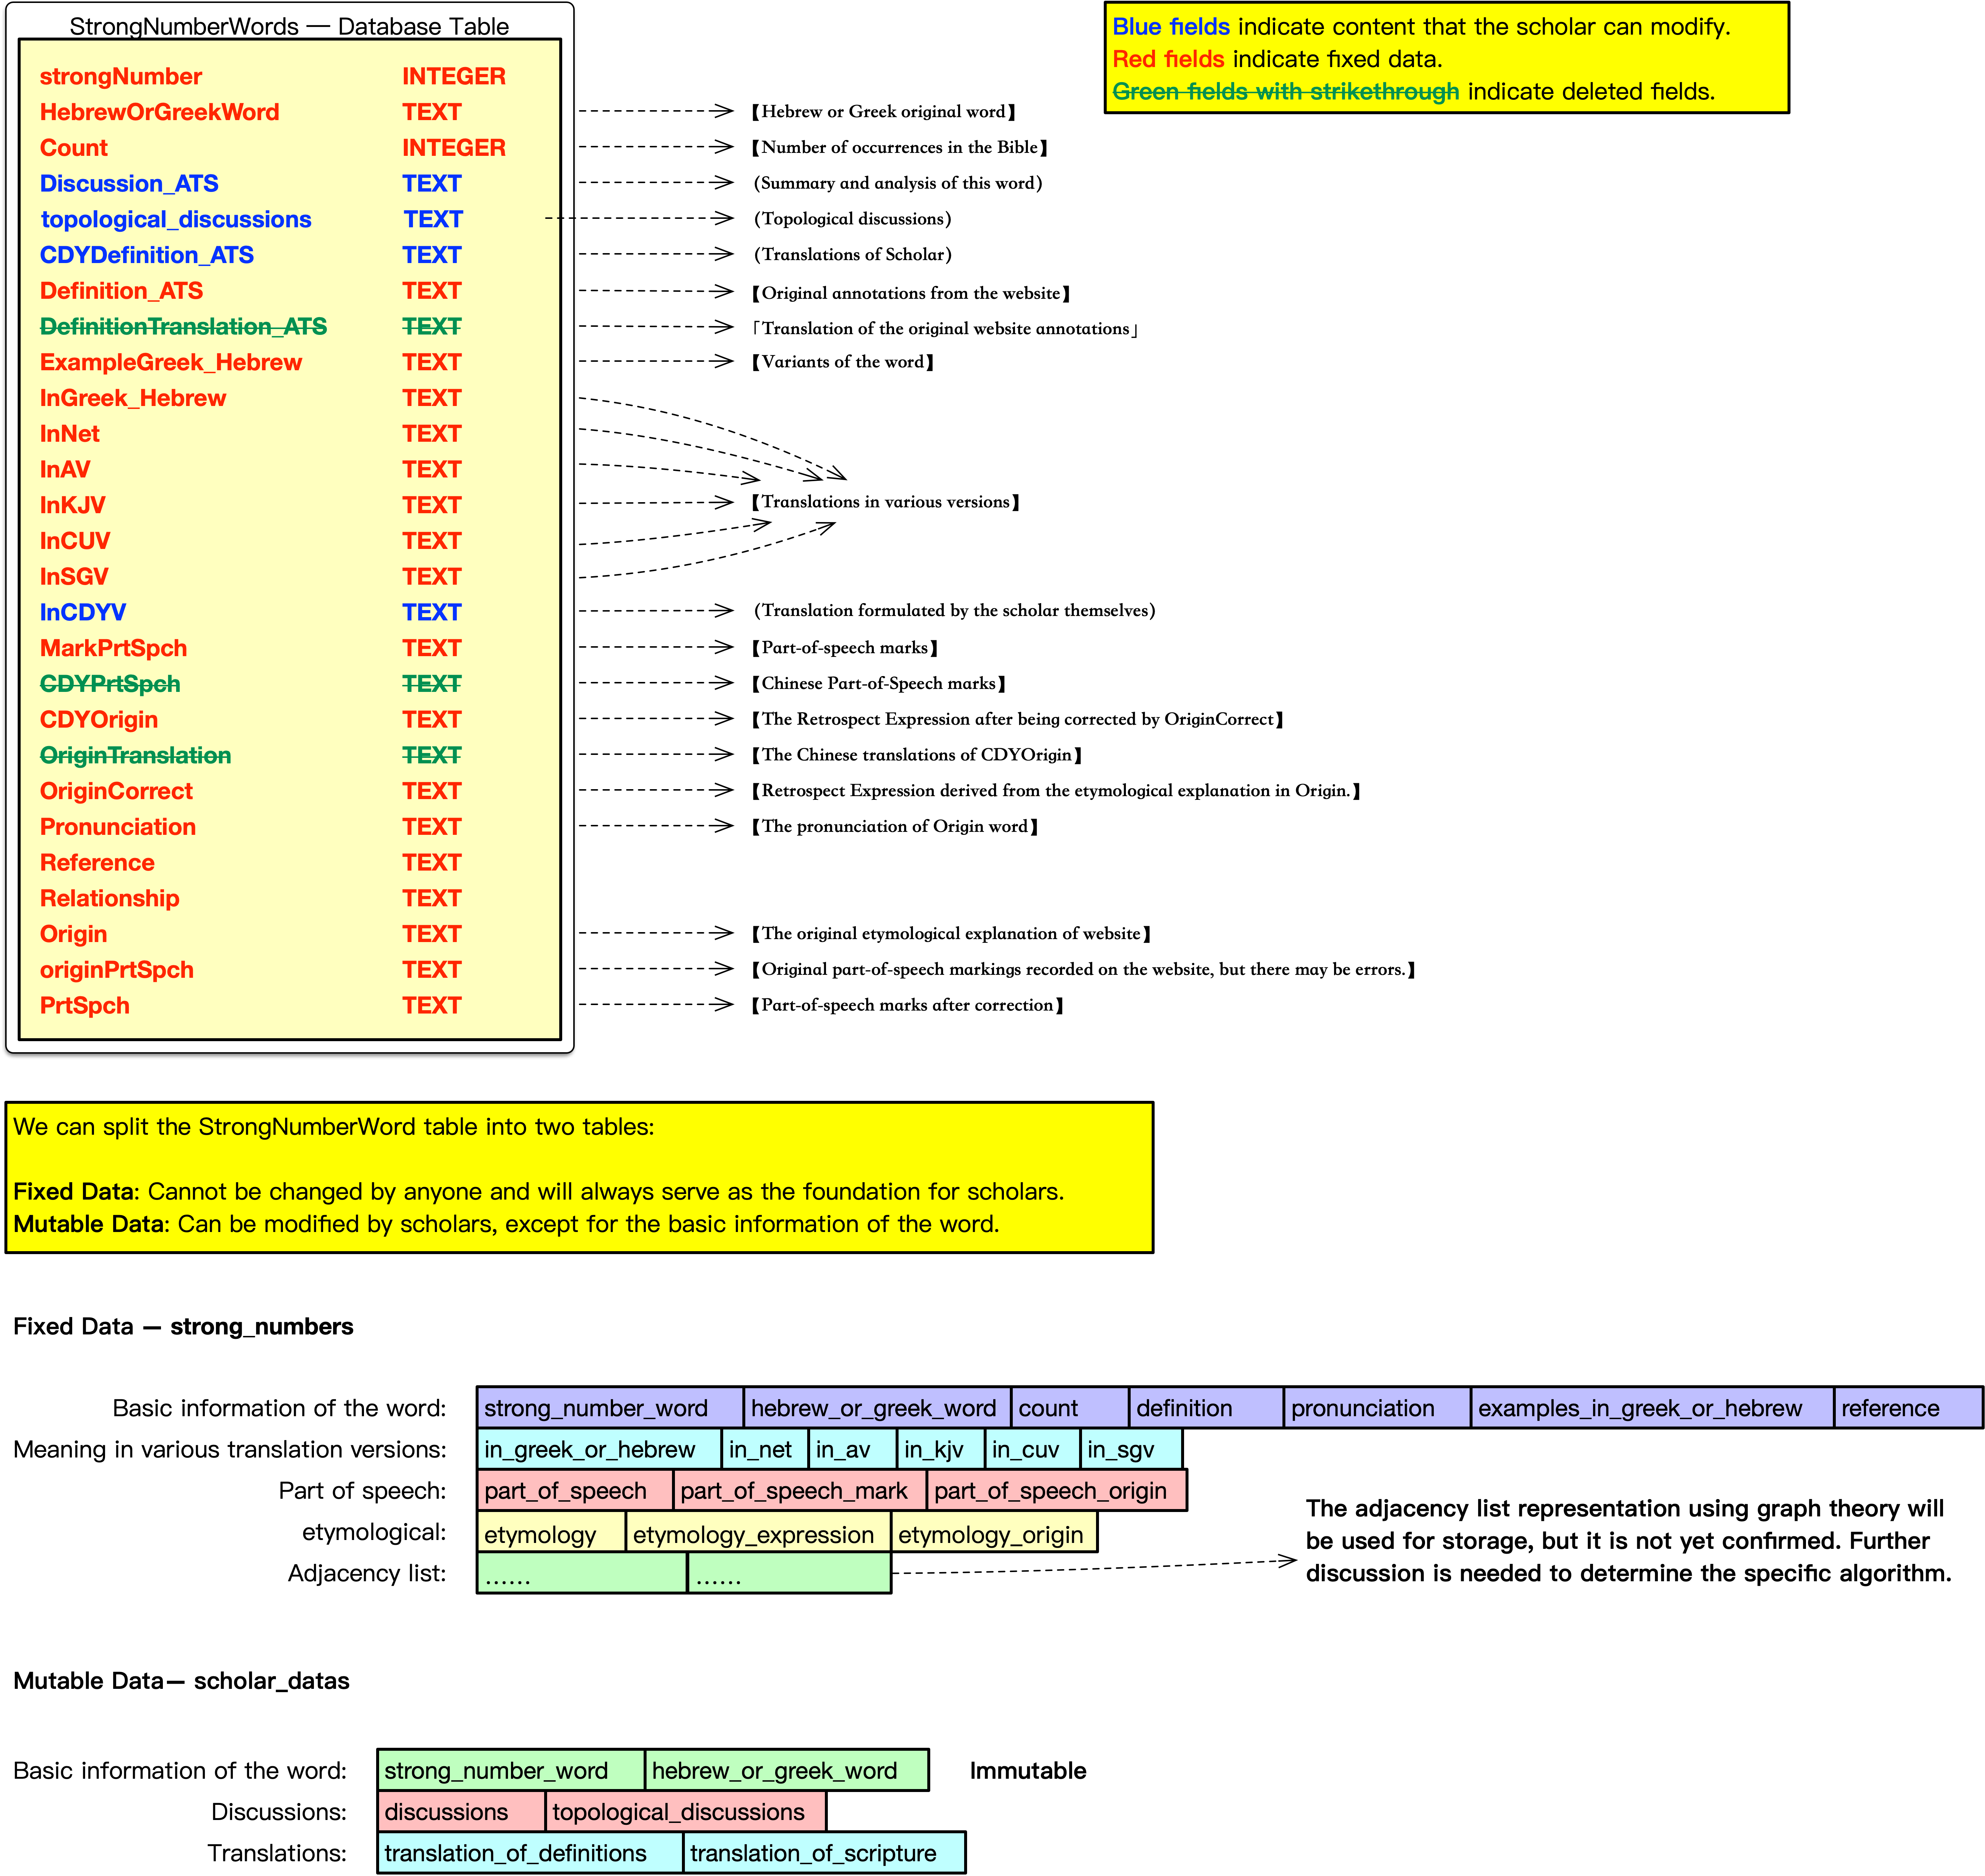 StrongNumberWords — Database Table
strongNumber INTEGER
HebrewOrGreekWord TEXT 【Hebrew or Greek original word】
Count INTEGER 【Number of occurrences in the Bible】
Discussion_ATS TEXT (Summary and analysis of this word)
topological_discussions TEXT (Topological discussions)
CDYDefinition_ATS TEXT (Translations of Scholar)
Definition_ATS TEXT 【Original annotations from the website】
DefinitionTranslation_ATS TEXT 「Translation of the original website annotations」
ExampleGreek_Hebrew TEXT 【Variants of the word】
InGreek_Hebrew TEXT
InNet TEXT
InAV TEXT
InKJV TEXT 【Translations in various versions】
InCUV TEXT
InSGV TEXT
InCDYV TEXT (Translation formulated by the scholar themselves)
MarkPrtSpch TEXT 【Part-of-speech marks】
CDYPrtSpch TEXT 【Chinese Part-of-Speech marks】
CDYOrigin TEXT 【The Retrospect Expression after being corrected by OriginCorrect】
OriginTranslation TEXT 【The Chinese translations of CDYOrigin】
OriginCorrect TEXT 【Retrospect Expression derived from the etymological explanation in Origin.】
Pronunciation TEXT 【The pronunciation of Origin word】
Reference TEXT
Relationship TEXT
Origin TEXT 【The original etymological explanation of website】
originPrtSpch TEXT 【Original part-of-speech markings recorded on the website, but there may be errors.】
PrtSpch TEXT 【Part-of-speech marks after correction】
Blue fields indicate content that the scholar can modify.
Red fields indicate fixed data.
Green fields with strikethrough indicate deleted fields.
We can split the StrongNumberWord table into two tables:
Fixed Data: Cannot be changed by anyone and will always serve as the foundation for scholars.
Mutable Data: Can be modified by scholars, except for the basic information of the word.
Fixed Data — strong_numbers
Basic information of the word: strong_number_word hebrew_or_greek_word count definition pronunciation examples_in_greek_or_hebrew reference
Meaning in various translation versions: in_greek_or_hebrew in_net in_av in_kjv in_cuv in_sgv
Part of speech: part_of_speech part_of_speech_mark part_of_speech_origin
etymological: etymology etymology_expression etymology_origin
Adjacency list: ...... ......
The adjacency list representation using graph theory will
be used for storage, but it is not yet confirmed. Further
discussion is needed to determine the specific algorithm.
Mutable Data— scholar_datas
Basic information of the word: strong_number_word hebrew_or_greek_word Immutable
Discussions: discussions topological_discussions
Translations: translation_of_definitions translation_of_scripture